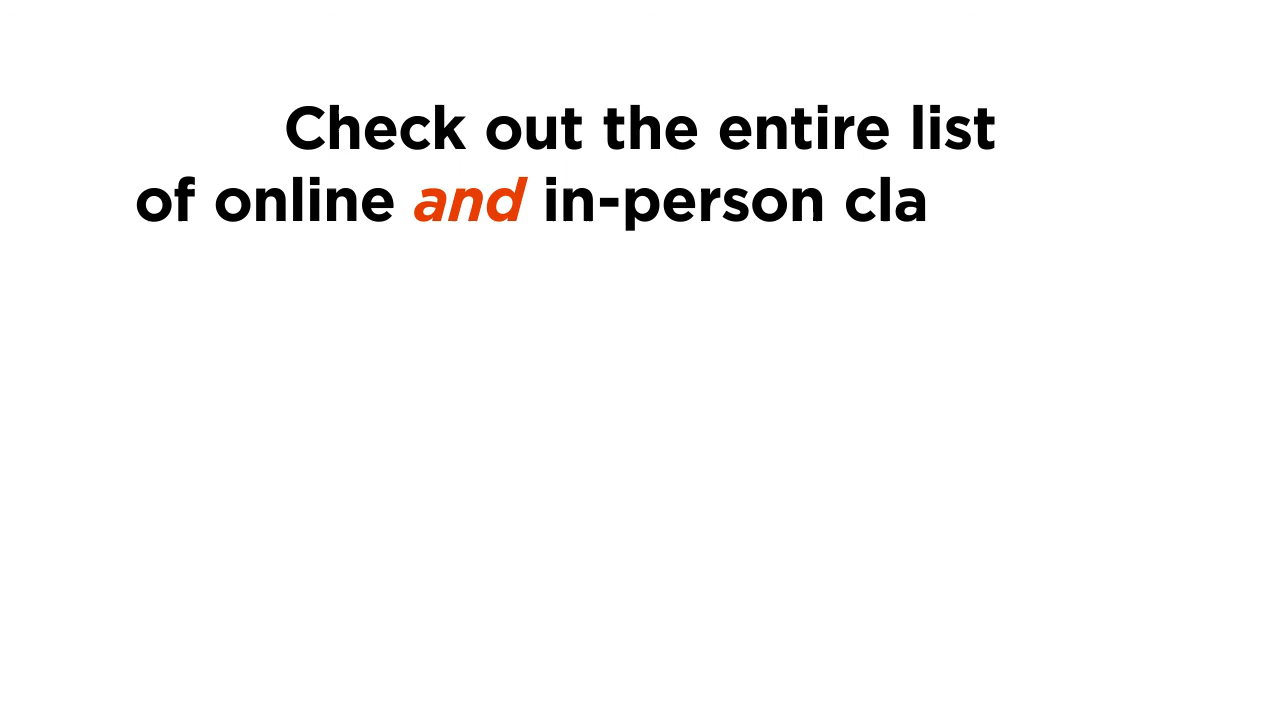 Check out the entire list
of online and in-person cla